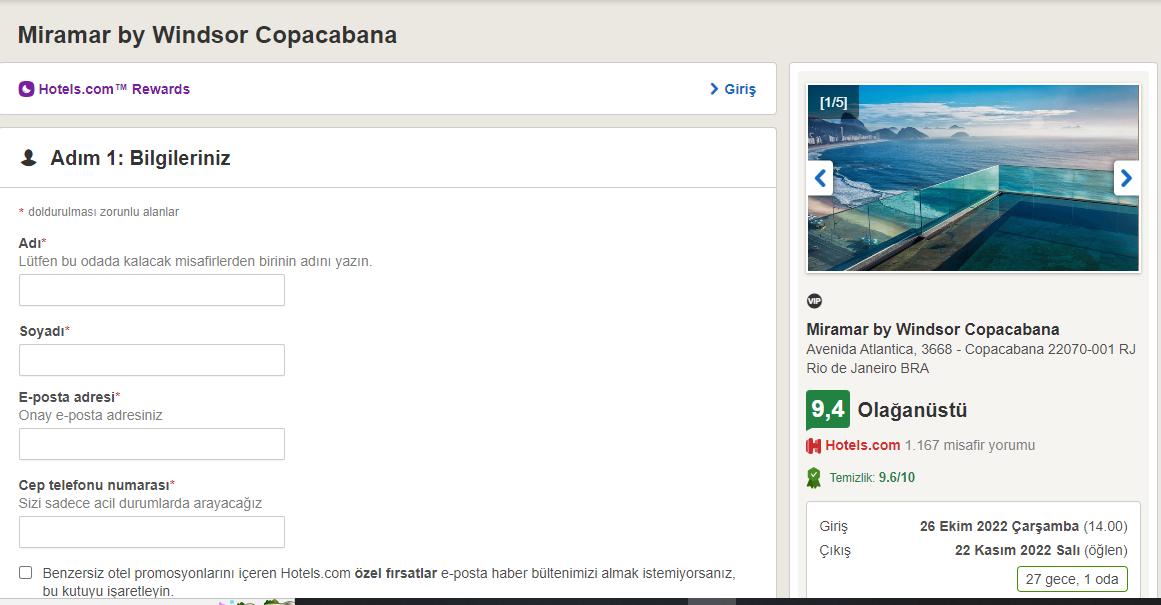 Miramar by Windsor Copacabana
Hotels.com™ Rewards
Giriş
Adım 1: Bilgileriniz
* doldurulması zorunlu alanlar
Adı*
Lütfen bu odada kalacak misafirlerden birinin adını yazın.
Soyadı*
E-posta adresi*
Onay e-posta adresiniz
Cep telefonu numarası*
Sizi sadece acil durumlarda arayacağız
Benzersiz otel promosyonlarını içeren Hotels.com özel fırsatlar e-posta haber bültenimizi almak istemiyorsanız,
bu kutuyu işaretleyin.
[1/5]
VIP
Miramar by Windsor Copacabana
Avenida Atlantica, 3668 - Copacabana 22070-001 RJ
Rio de Janeiro BRA
9,4 Olağanüstü
Hotels.com 1.167 misafir yorumu
Temizlik: 9.6/10
Giriş 26 Ekim 2022 Çarşamba (14.00)
Çıkış 22 Kasım 2022 Salı (öğlen)
27 gece, 1 oda